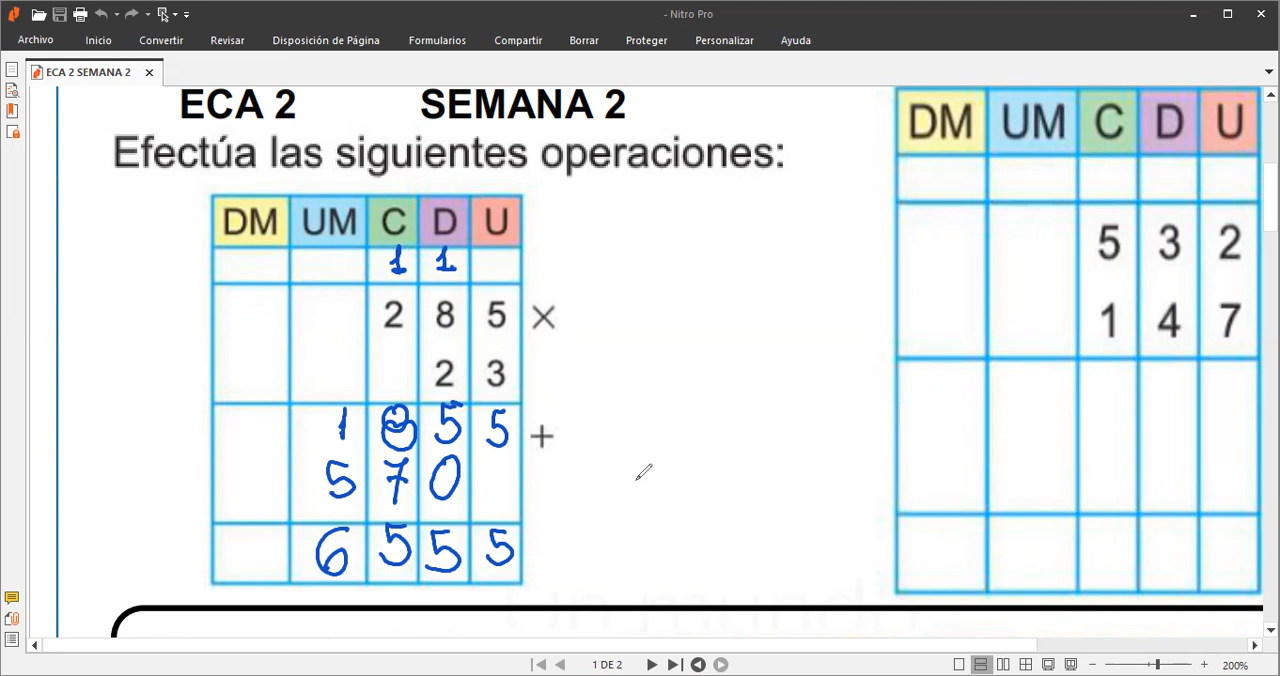 - Nitro Pro
Archivo Inicio Convertir Revisar Disposición de Página Formularios Compartir Borrar Proteger Personalizar Ayuda
ECA 2 SEMANA 2
ECA 2 SEMANA 2
Efectúa las siguientes operaciones:
DM UM C D U
1 1
2 8 5 ×
2 3
1 8 5 5 +
5 7 0
6 5 5 5
DM UM C D U
5 3 2
1 4 7
1 DE 2
200%